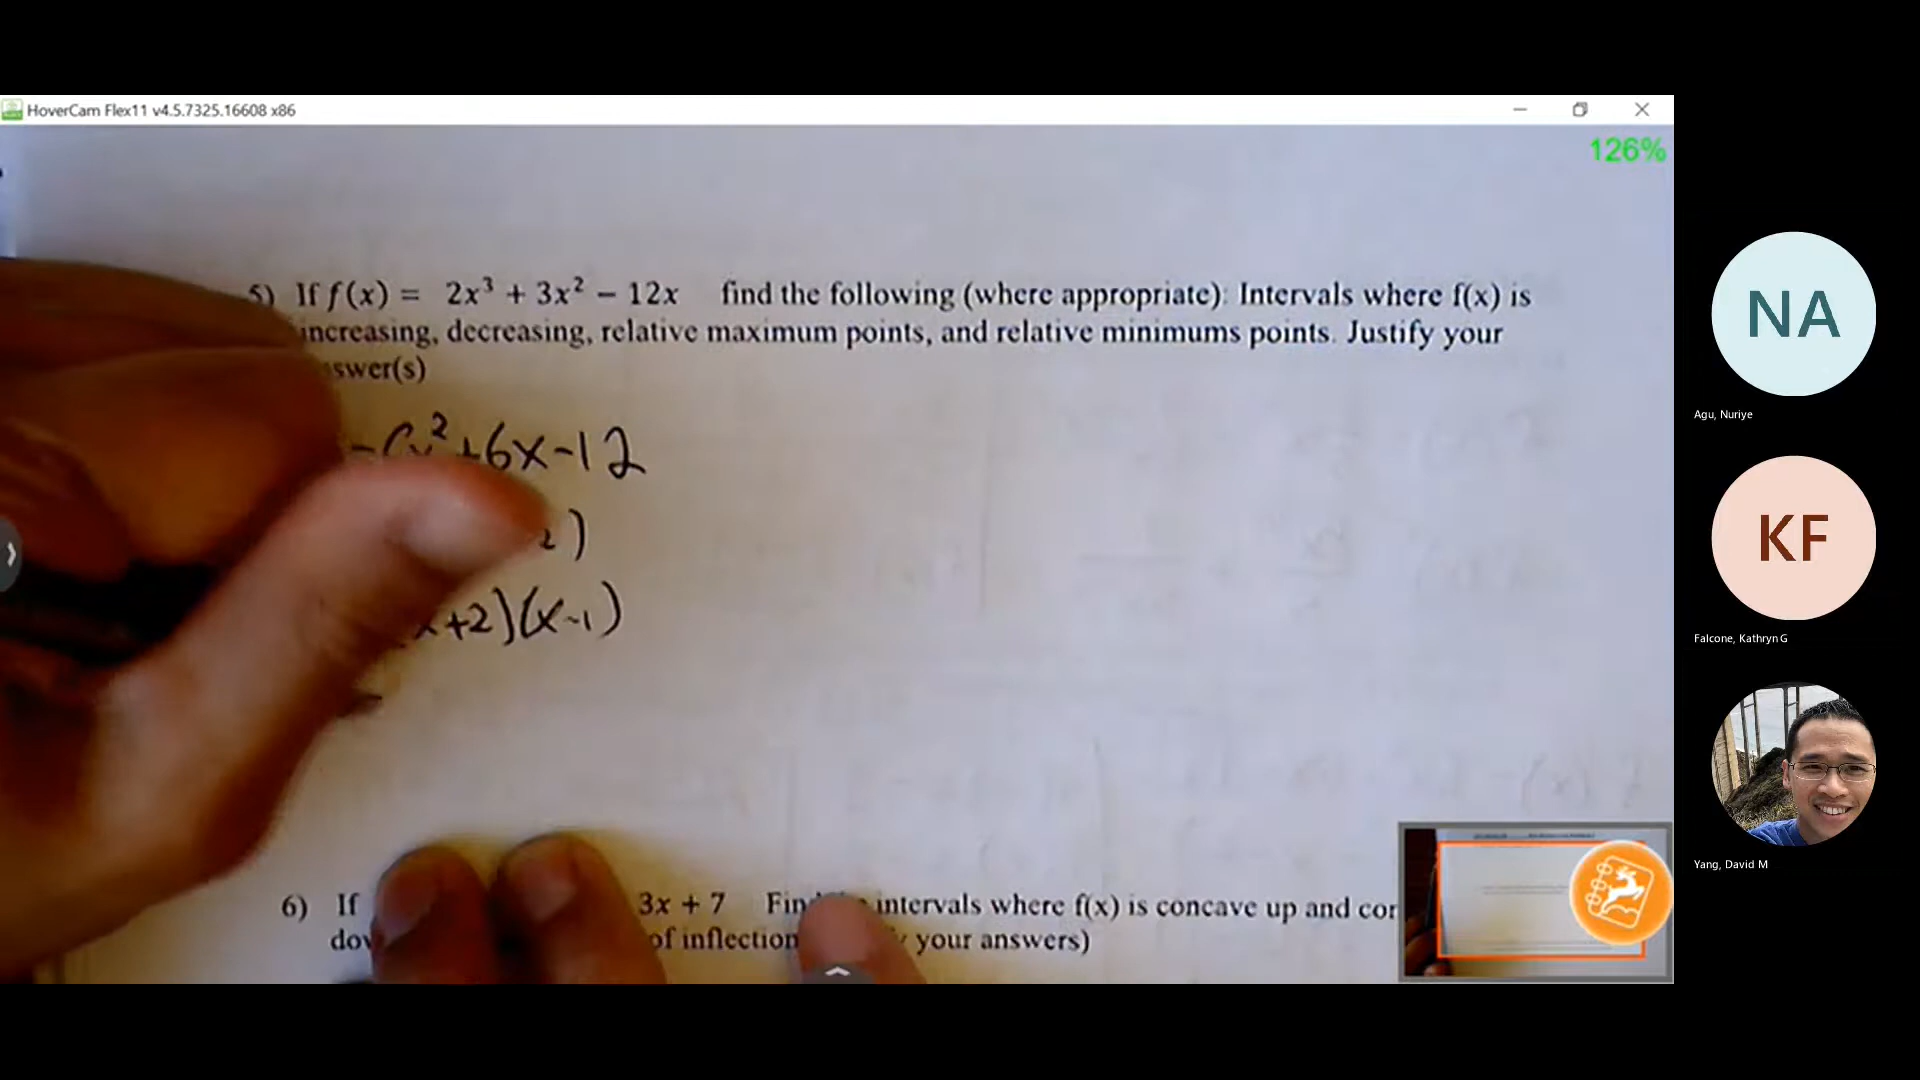 HoverCam Flex11 v4.5.7325.16608 x86
126%
5) If f(x) = 2x³ + 3x² − 12x find the following (where appropriate): Intervals where f(x) is
increasing, decreasing, relative maximum points, and relative minimums points. Justify your
swer(s)
+6x-12
2)
x+2)(x-1)
6) If 3x + 7 intervals where f(x) is concave up and
of inflection your answers)
NA
Agu, Nuriye
KF
Falcone, Kathryn G
Yang, David M